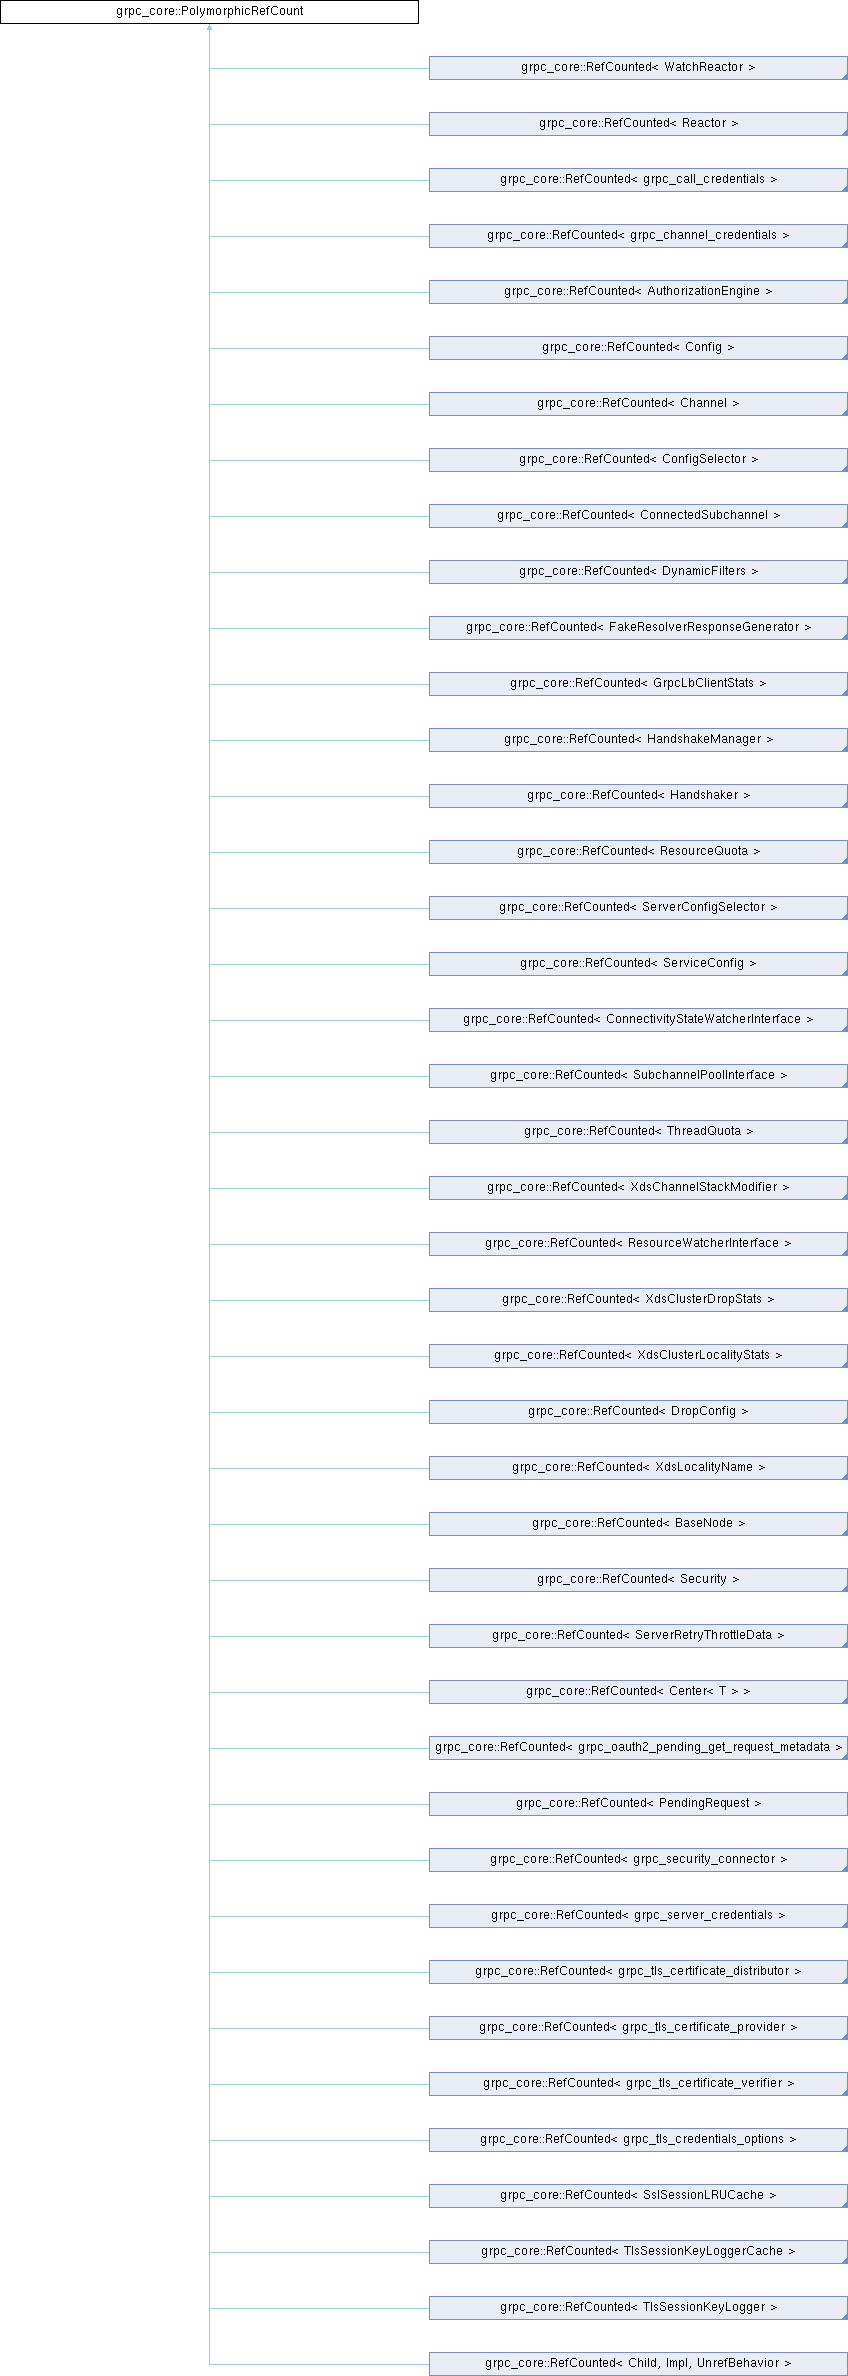 grpc_core::PolymorphicRefCount
grpc_core::RefCounted< WatchReactor >
grpc_core::RefCounted< Reactor >
grpc_core::RefCounted< grpc_call_credentials >
grpc_core::RefCounted< grpc_channel_credentials >
grpc_core::RefCounted< AuthorizationEngine >
grpc_core::RefCounted< Config >
grpc_core::RefCounted< Channel >
grpc_core::RefCounted< ConfigSelector >
grpc_core::RefCounted< ConnectedSubchannel >
grpc_core::RefCounted< DynamicFilters >
grpc_core::RefCounted< FakeResolverResponseGenerator >
grpc_core::RefCounted< GrpcLbClientStats >
grpc_core::RefCounted< HandshakeManager >
grpc_core::RefCounted< Handshaker >
grpc_core::RefCounted< ResourceQuota >
grpc_core::RefCounted< ServerConfigSelector >
grpc_core::RefCounted< ServiceConfig >
grpc_core::RefCounted< ConnectivityStateWatcherInterface >
grpc_core::RefCounted< SubchannelPoolInterface >
grpc_core::RefCounted< ThreadQuota >
grpc_core::RefCounted< XdsChannelStackModifier >
grpc_core::RefCounted< ResourceWatcherInterface >
grpc_core::RefCounted< XdsClusterDropStats >
grpc_core::RefCounted< XdsClusterLocalityStats >
grpc_core::RefCounted< DropConfig >
grpc_core::RefCounted< XdsLocalityName >
grpc_core::RefCounted< BaseNode >
grpc_core::RefCounted< Security >
grpc_core::RefCounted< ServerRetryThrottleData >
grpc_core::RefCounted< Center< T > >
grpc_core::RefCounted< grpc_oauth2_pending_get_request_metadata >
grpc_core::RefCounted< PendingRequest >
grpc_core::RefCounted< grpc_security_connector >
grpc_core::RefCounted< grpc_server_credentials >
grpc_core::RefCounted< grpc_tls_certificate_distributor >
grpc_core::RefCounted< grpc_tls_certificate_provider >
grpc_core::RefCounted< grpc_tls_certificate_verifier >
grpc_core::RefCounted< grpc_tls_credentials_options >
grpc_core::RefCounted< SslSessionLRUCache >
grpc_core::RefCounted< TlsSessionKeyLoggerCache >
grpc_core::RefCounted< TlsSessionKeyLogger >
grpc_core::RefCounted< Child, Impl, UnrefBehavior >